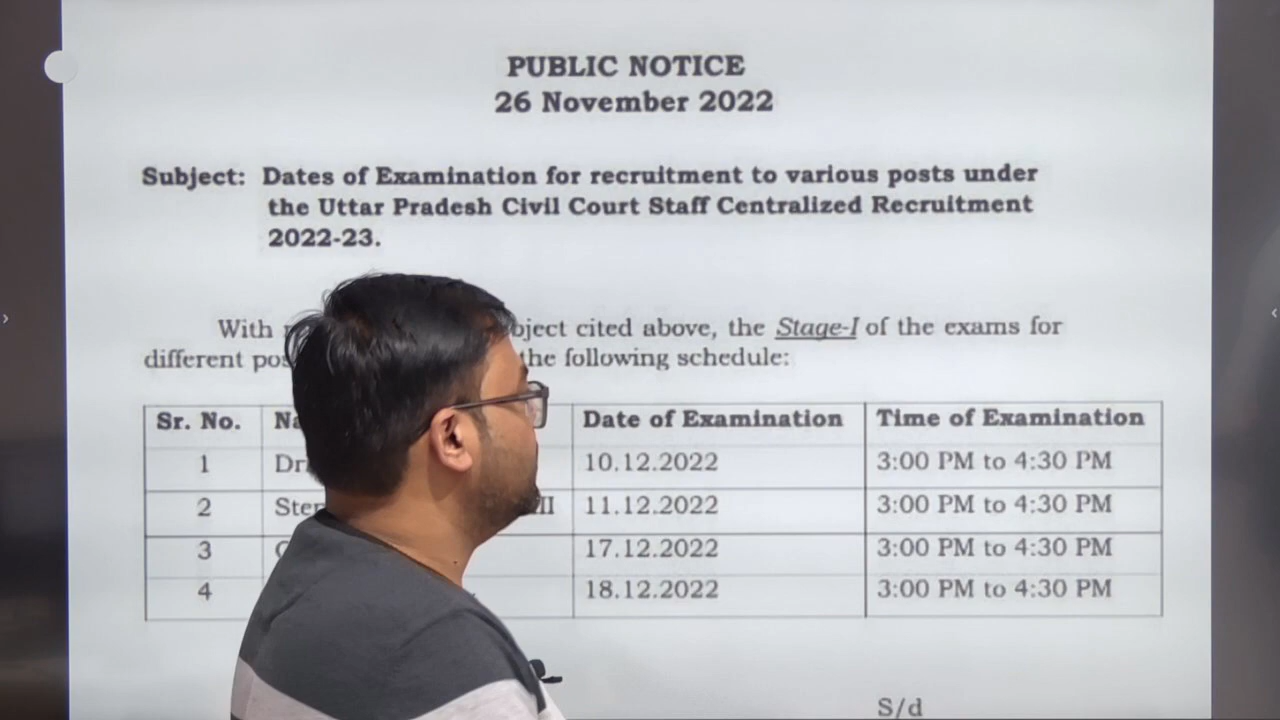 PUBLIC NOTICE
26 November 2022
Subject: Dates of Examination for recruitment to various posts under
the Uttar Pradesh Civil Court Staff Centralized Recruitment
2022-23.
With bject cited above, the Stage-I of the exams for
different pos the following schedule:
Sr. No. Na Date of Examination Time of Examination
1 Dri 10.12.2022 3:00 PM to 4:30 PM
2 Sten II 11.12.2022 3:00 PM to 4:30 PM
3 17.12.2022 3:00 PM to 4:30 PM
4 18.12.2022 3:00 PM to 4:30 PM
S/d